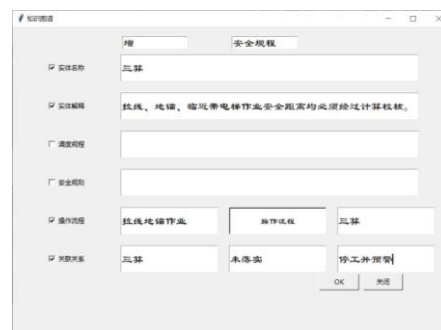 知识图谱
增 安全规程
实体名称 三算
实体解释 拉线、地锚、临近带电梯作业安全距离均必须经过计算校核。
调度规程
安全规则
操作流程 拉线地锚作业 操作流程 三算
关联关系 三算 未落实 停工并预警
OK 关闭